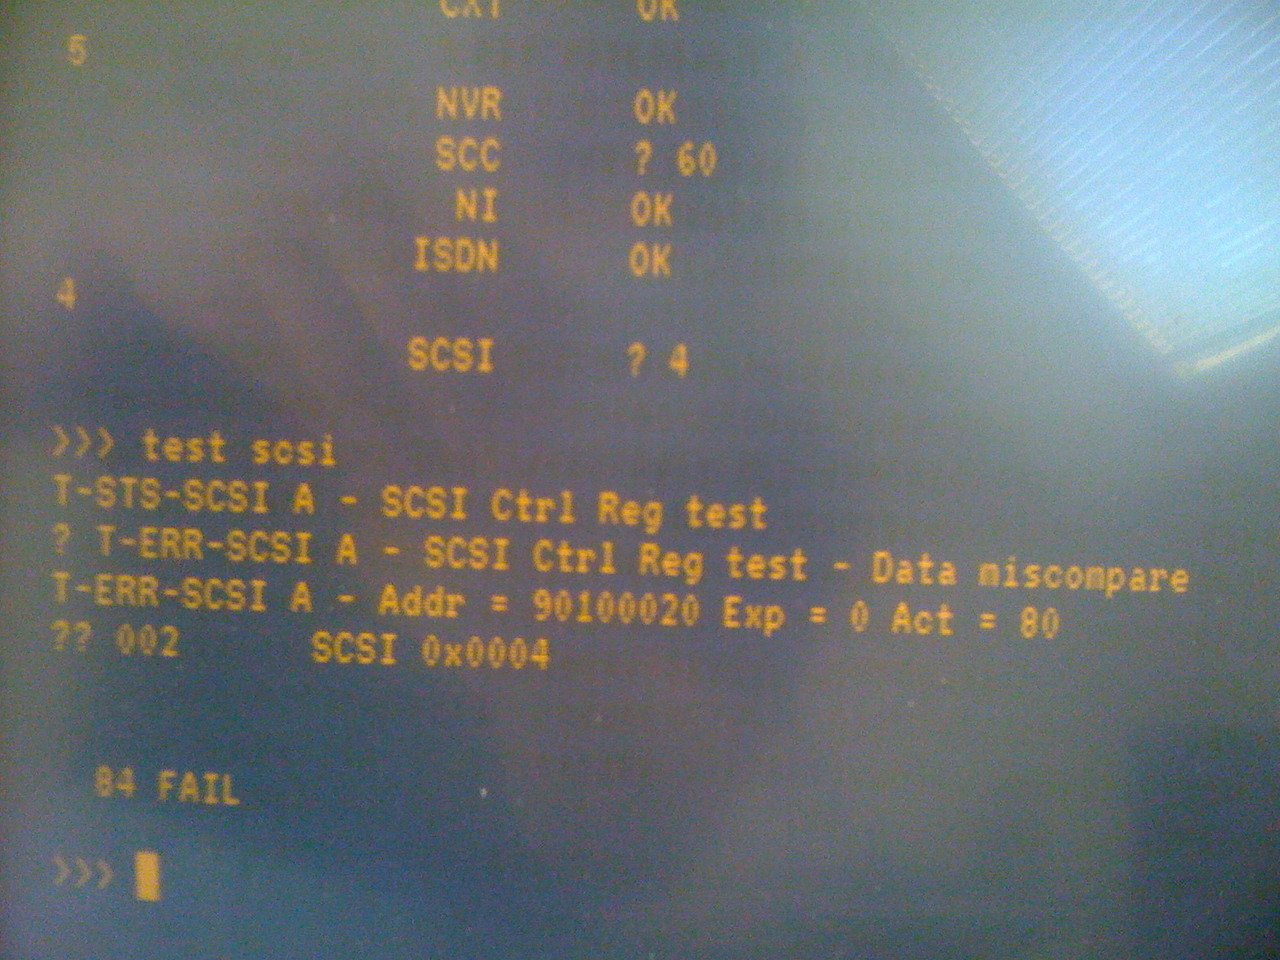 CXT OK
5
NVR OK
SCC ? 60
NI OK
ISDN OK
4
SCSI ? 4
>>> test scsi
T-STS-SCSI A - SCSI Ctrl Reg test
? T-ERR-SCSI A - SCSI Ctrl Reg test - Data miscompare
T-ERR-SCSI A - Addr = 90100020 Exp = 0 Act = 80
?? 002 SCSI 0x0004
84 FAIL
>>>